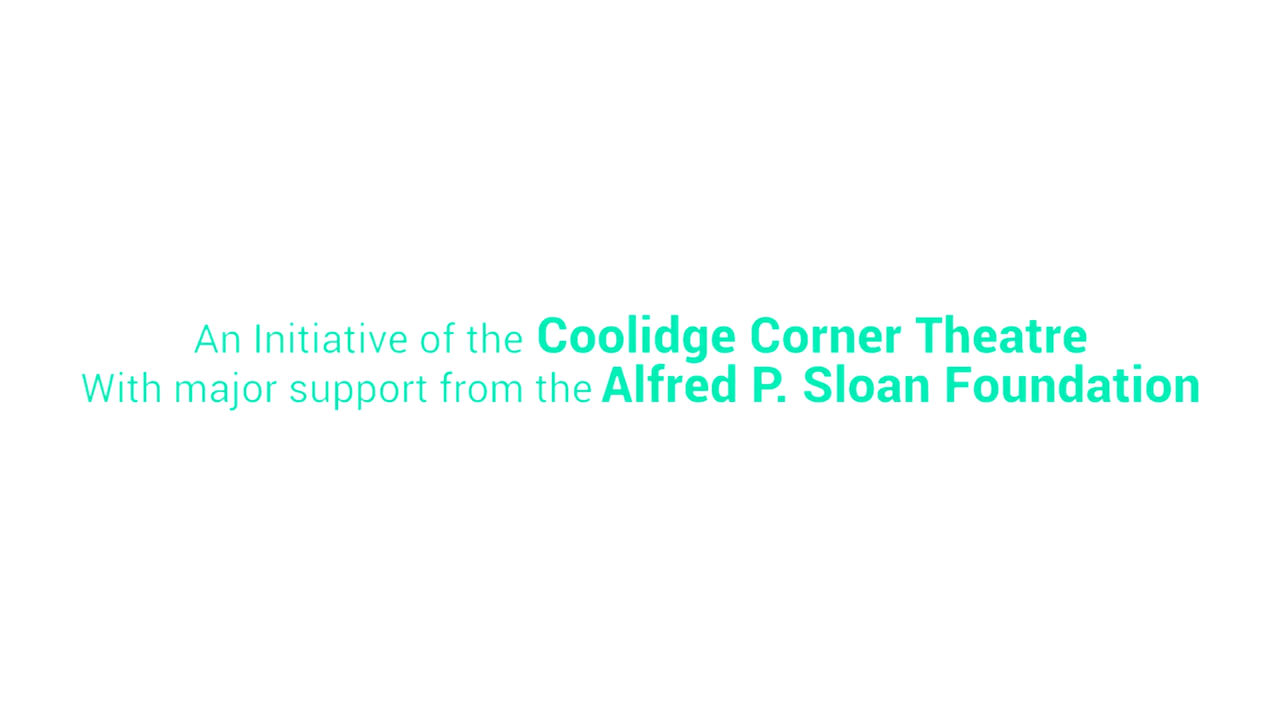 An Initiative of the Coolidge Corner Theatre
With major support from the Alfred P. Sloan Foundation